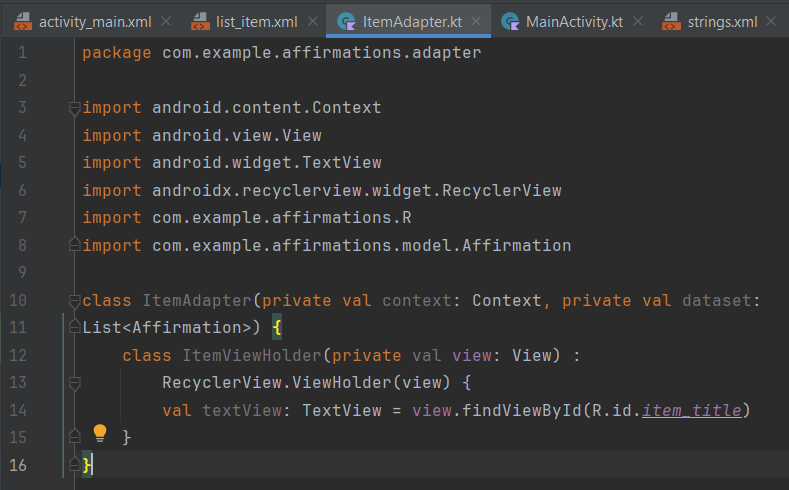 activity_main.xml list_item.xml ItemAdapter.kt MainActivity.kt strings.xml
1 package com.example.affirmations.adapter
2
3 import android.content.Context
4 import android.view.View
5 import android.widget.TextView
6 import androidx.recyclerview.widget.RecyclerView
7 import com.example.affirmations.R
8 import com.example.affirmations.model.Affirmation
9
10 class ItemAdapter(private val context: Context, private val dataset:
11 List<Affirmation>) {
12     class ItemViewHolder(private val view: View) :
13         RecyclerView.ViewHolder(view) {
14         val textView: TextView = view.findViewById(R.id.item_title)
15     }
16 }